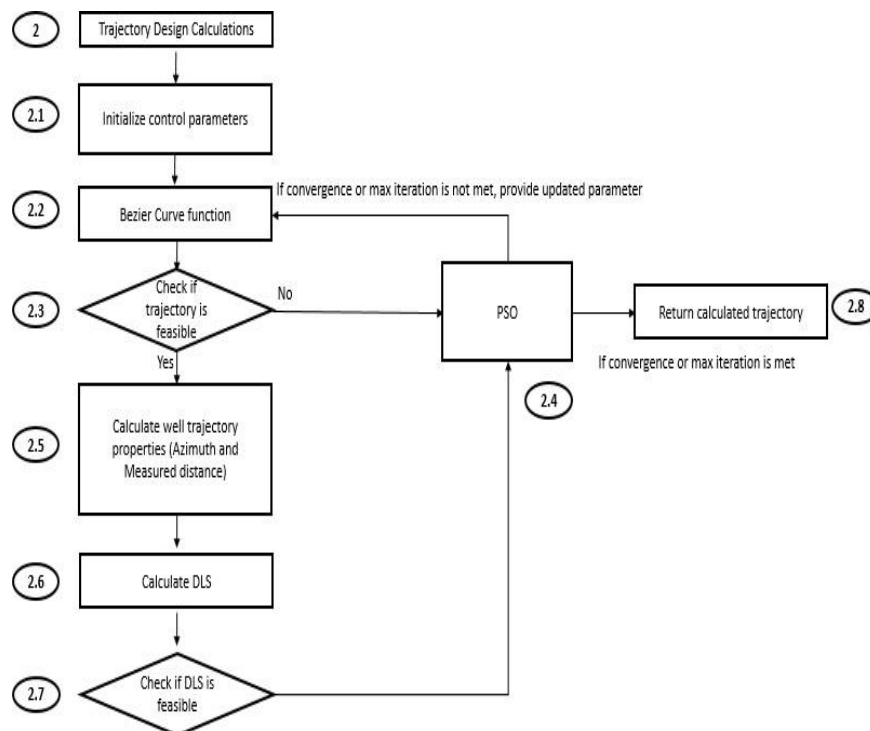 2
Trajectory Design Calculations
2.1
Initialize control parameters
If convergence or max iteration is not met, provide updated parameter
2.2
Bezier Curve function
2.3
Check if
trajectory is
feasible
No
Yes
PSO
2.4
Return calculated trajectory
2.8
If convergence or max iteration is met
2.5
Calculate well trajectory
properties (Azimuth and
Measured distance)
2.6
Calculate DLS
2.7
Check if DLS is
feasible